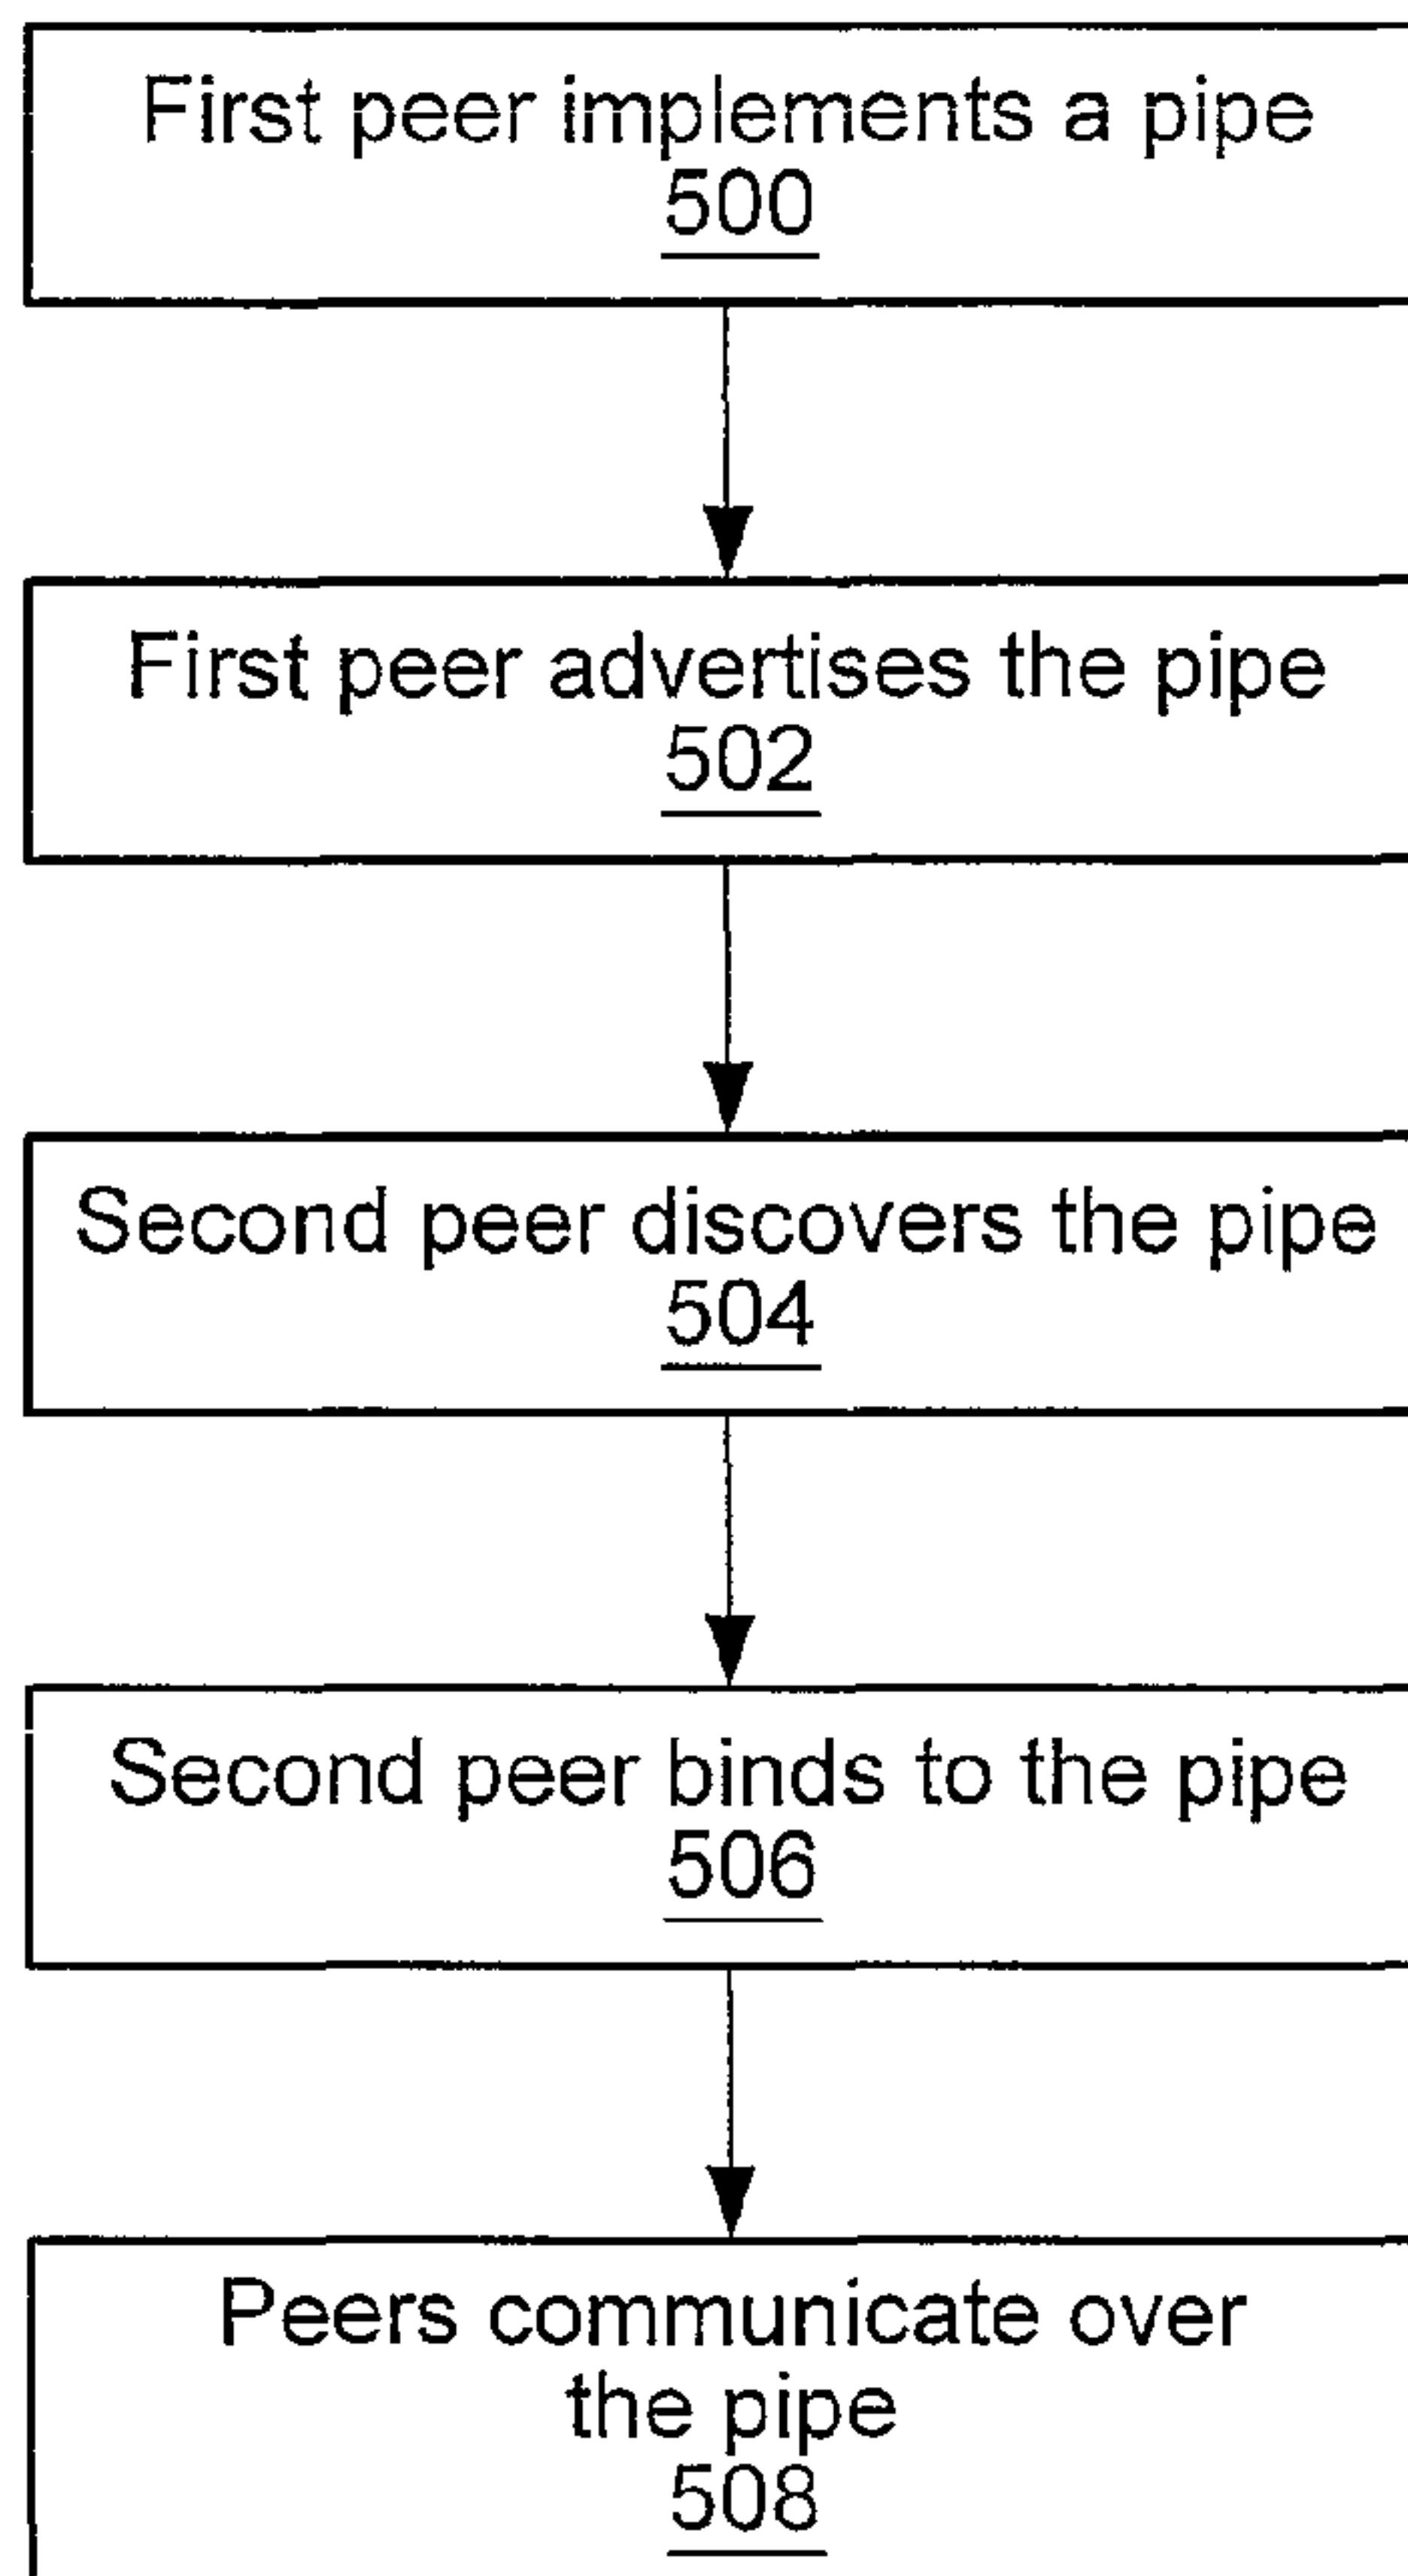 First peer implements a pipe
500
First peer advertises the pipe
502
Second peer discovers the pipe
504
Second peer binds to the pipe
506
Peers communicate over
the pipe
508